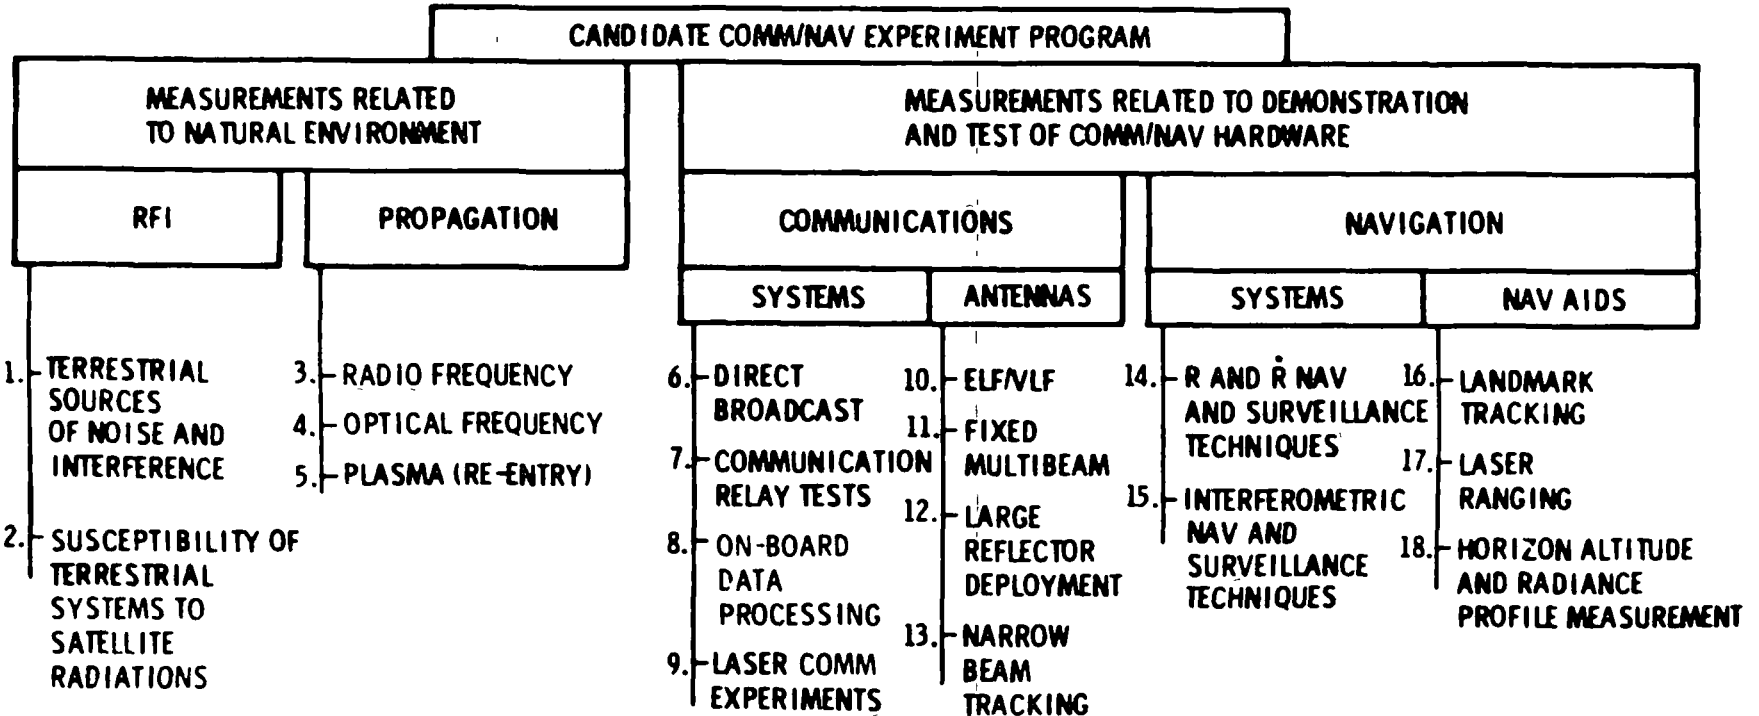 CANDIDATE COMM/NAV EXPERIMENT PROGRAM
MEASUREMENTS RELATED
TO NATURAL ENVIRONMENT
MEASUREMENTS RELATED TO DEMONSTRATION
AND TEST OF COMM/NAV HARDWARE
RFI
PROPAGATION
COMMUNICATIONS
NAVIGATION
SYSTEMS
ANTENNAS
SYSTEMS
NAV AIDS
1. TERRESTRIAL
SOURCES
OF NOISE AND
INTERFERENCE
2. SUSCEPTIBILITY OF
TERRESTRIAL
SYSTEMS TO
SATELLITE
RADIATIONS
3. RADIO FREQUENCY
4. OPTICAL FREQUENCY
5. PLASMA (RE-ENTRY)
6. DIRECT
BROADCAST
7. COMMUNICATION
RELAY TESTS
8. ON-BOARD
DATA
PROCESSING
9. LASER COMM
EXPERIMENTS
10. ELF/VLF
11. FIXED
MULTIBEAM
12. LARGE
REFLECTOR
DEPLOYMENT
13. NARROW
BEAM
TRACKING
14. R AND Ṙ NAV
AND SURVEILLANCE
TECHNIQUES
15. INTERFEROMETRIC
NAV AND
SURVEILLANCE
TECHNIQUES
16. LANDMARK
TRACKING
17. LASER
RANGING
18. HORIZON ALTITUDE
AND RADIANCE
PROFILE MEASUREMENT